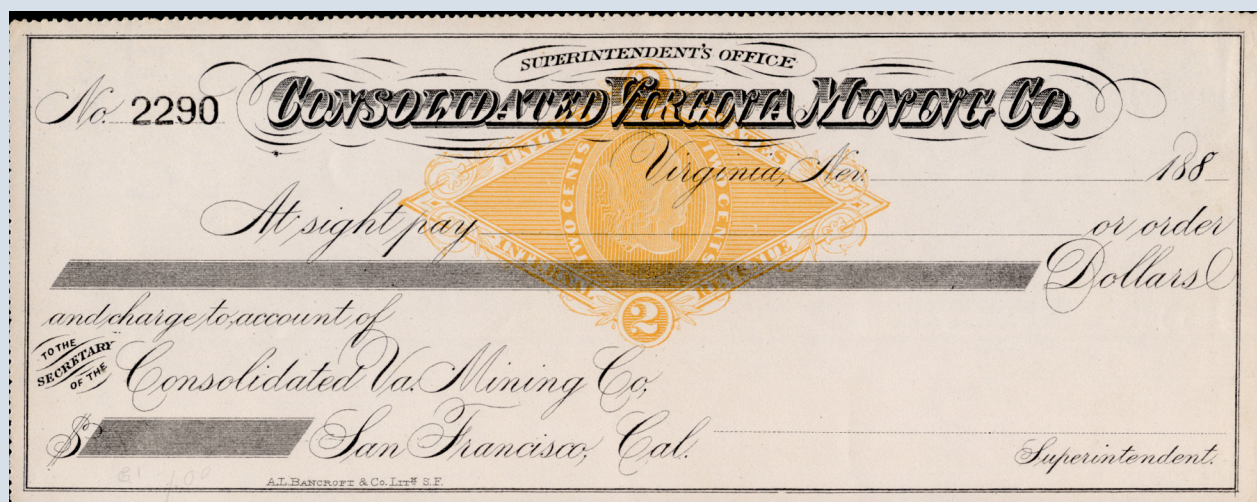 SUPERINTENDENT'S OFFICE
No. 2290 CONSOLIDATED VIRGINIA MINING CO.
Virginia, Nev. 188
At sight pay or order
Dollars
and charge to account of
TO THE SECRETARY OF THE
Consolidated Va. Mining Co.
$ San Francisco, Cal.
Superintendent.
A.L. BANCROFT & CO. LITH. S.F.
UNITED STATES
TWO CENTS TWO CENTS
INTERNAL REVENUE
2